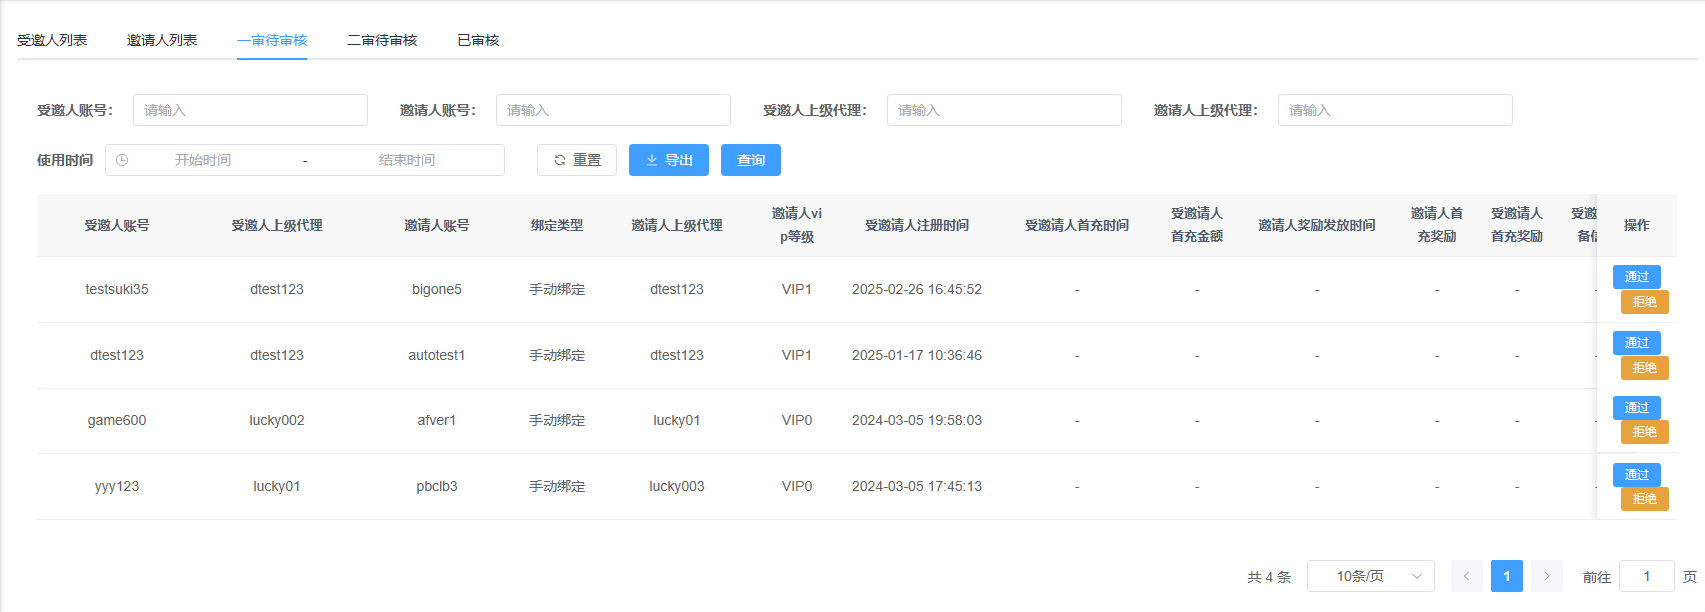 受邀人列表 邀请人列表 一审待审核 二审待审核 已审核
受邀人账号： 请输入 邀请人账号： 请输入 受邀人上级代理： 请输入 邀请人上级代理： 请输入
使用时间 开始时间 - 结束时间 重置 导出 查询
受邀人账号 受邀人上级代理 邀请人账号 绑定类型 邀请人上级代理 邀请人vi 受邀请人注册时间 受邀请人首充时间 受邀请人 邀请人奖励发放时间 邀请人首 受邀请人 受邀 操作
p等级 首充金额 充奖励 首充奖励 备
testsuki35 dtest123 bigone5 手动绑定 dtest123 VIP1 2025-02-26 16:45:52 - - - - - - 通过
拒绝
dtest123 dtest123 autotest1 手动绑定 dtest123 VIP1 2025-01-17 10:36:46 - - - - - - 通过
拒绝
game600 lucky002 afver1 手动绑定 lucky01 VIP0 2024-03-05 19:58:03 - - - - - - 通过
拒绝
yyy123 lucky01 pbclb3 手动绑定 lucky003 VIP0 2024-03-05 17:45:13 - - - - - - 通过
拒绝
共 4 条 10条/页 1 前往 1 页